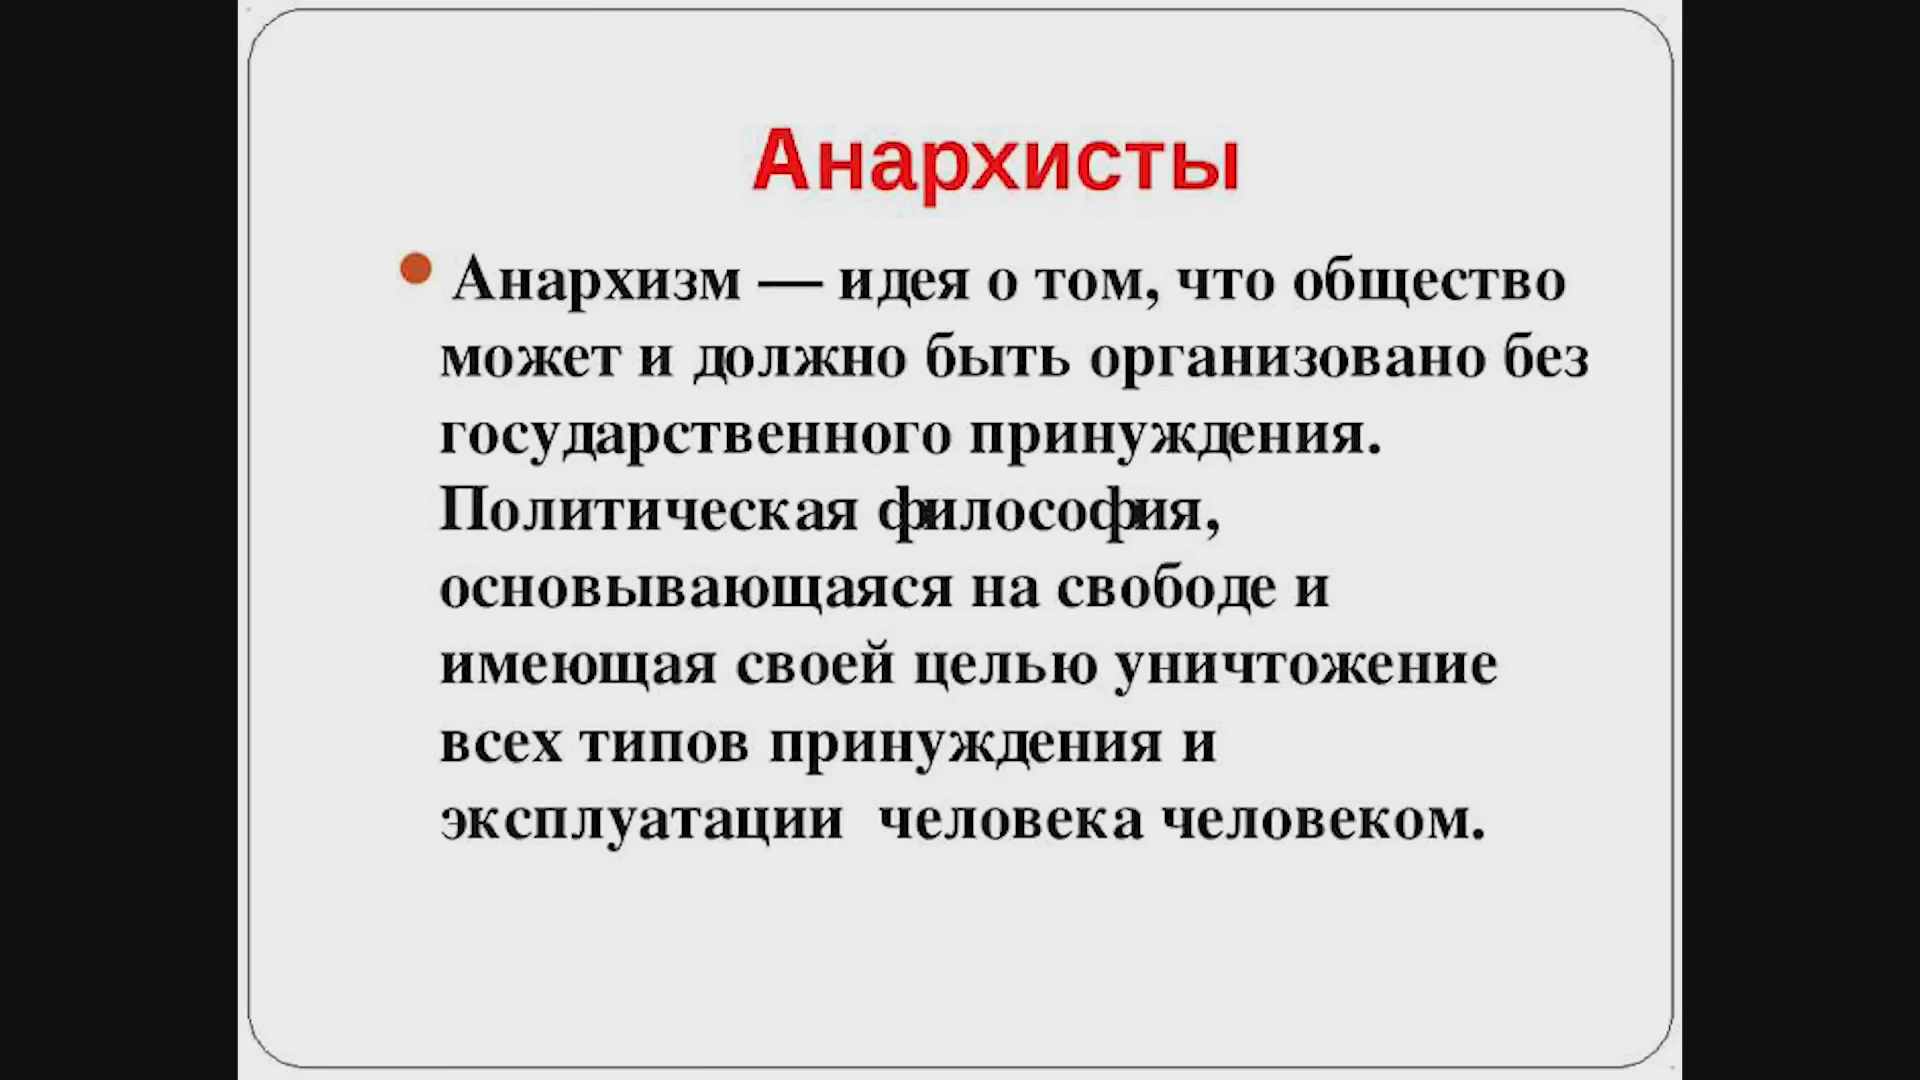 Анархисты
Анархизм — идея о том, что общество
может и должно быть организовано без
государственного принуждения.
Политическая философия,
основывающаяся на свободе и
имеющая своей целью уничтожение
всех типов принуждения и
эксплуатации человека человеком.